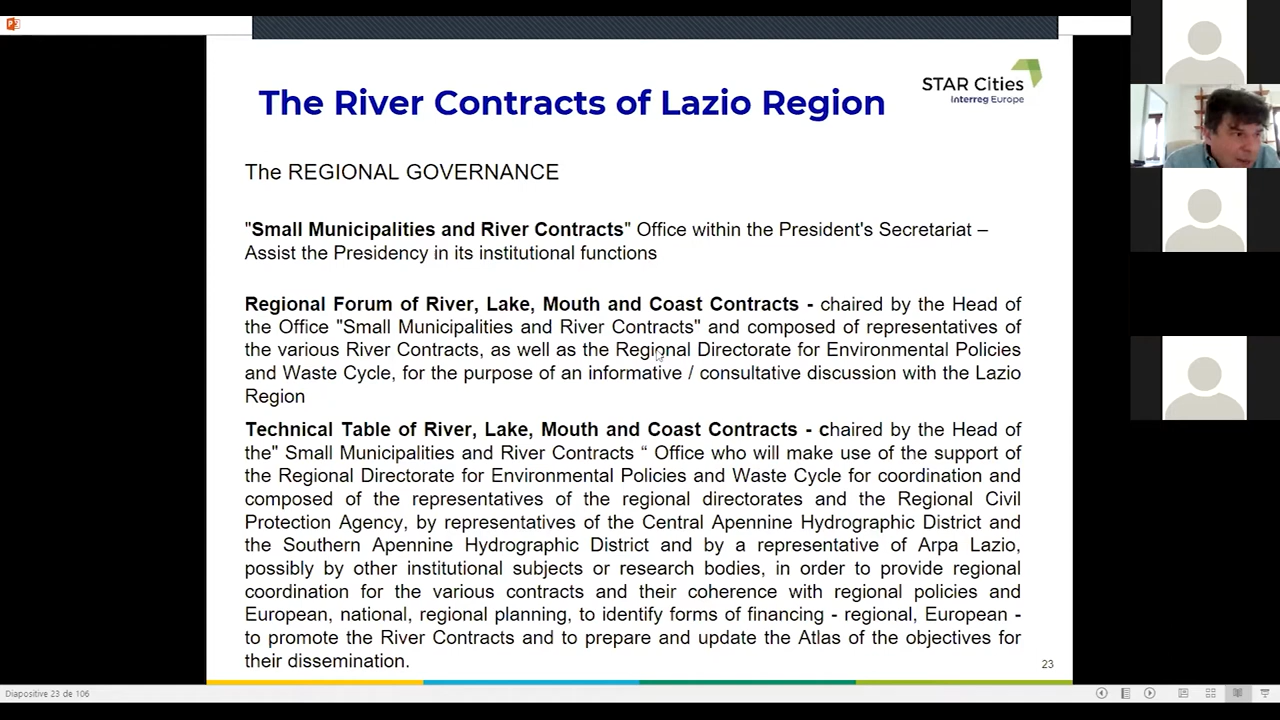 STAR Cities
Interreg Europe
The River Contracts of Lazio Region
The REGIONAL GOVERNANCE
"Small Municipalities and River Contracts" Office within the President's Secretariat –
Assist the Presidency in its institutional functions
Regional Forum of River, Lake, Mouth and Coast Contracts - chaired by the Head of
the Office "Small Municipalities and River Contracts" and composed of representatives of
the various River Contracts, as well as the Regional Directorate for Environmental Policies
and Waste Cycle, for the purpose of an informative / consultative discussion with the Lazio
Region
Technical Table of River, Lake, Mouth and Coast Contracts - chaired by the Head of
the" Small Municipalities and River Contracts “ Office who will make use of the support of
the Regional Directorate for Environmental Policies and Waste Cycle for coordination and
composed of the representatives of the regional directorates and the Regional Civil
Protection Agency, by representatives of the Central Apennine Hydrographic District and
the Southern Apennine Hydrographic District and by a representative of Arpa Lazio,
possibly by other institutional subjects or research bodies, in order to provide regional
coordination for the various contracts and their coherence with regional policies and
European, national, regional planning, to identify forms of financing - regional, European -
to promote the River Contracts and to prepare and update the Atlas of the objectives for
their dissemination.
23
Diapositive 23 de 106